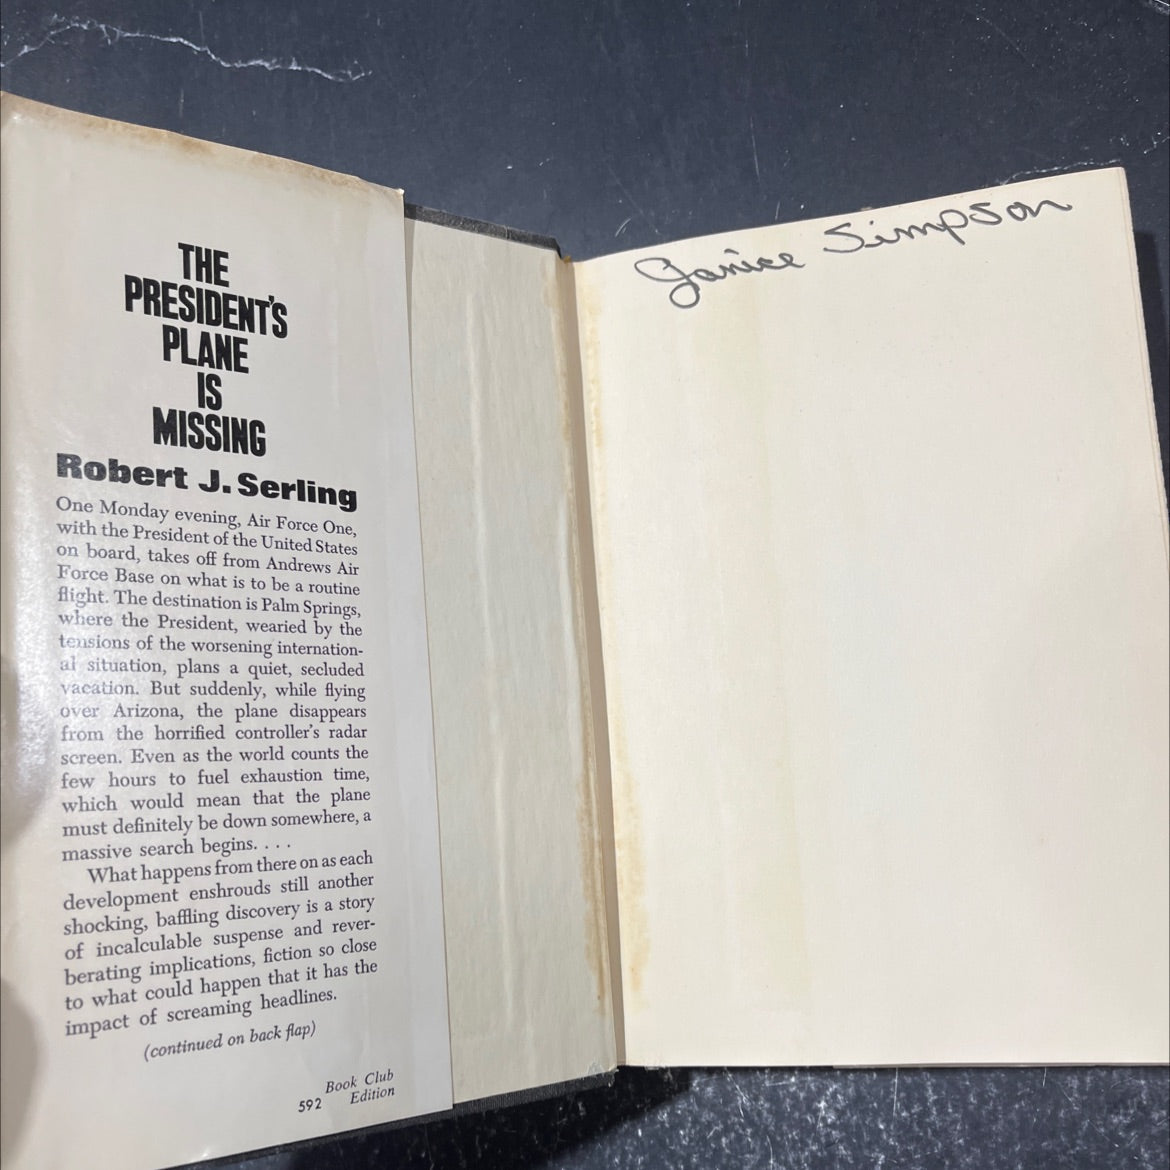 THE
PRESIDENT'S
PLANE
IS
MISSING
Robert J. Serling
One Monday evening, Air Force One,
with the President of the United States
on board, takes off from Andrews Air
Force Base on what is to be a routine
flight. The destination is Palm Springs,
where the President, wearied by the
tensions of the worsening internation-
al situation, plans a quiet, secluded
vacation. But suddenly, while flying
over Arizona, the plane disappears
from the horrified controller's radar
screen. Even as the world counts the
few hours to fuel exhaustion time,
which would mean that the plane
must definitely be down somewhere, a
massive search begins. . . .
What happens from there on as each
development enshrouds still another
shocking, baffling discovery is a story
of incalculable suspense and rever-
berating implications, fiction so close
to what could happen that it has the
impact of screaming headlines.
(continued on back flap)
Book Club
592 Edition
Janice Simpson